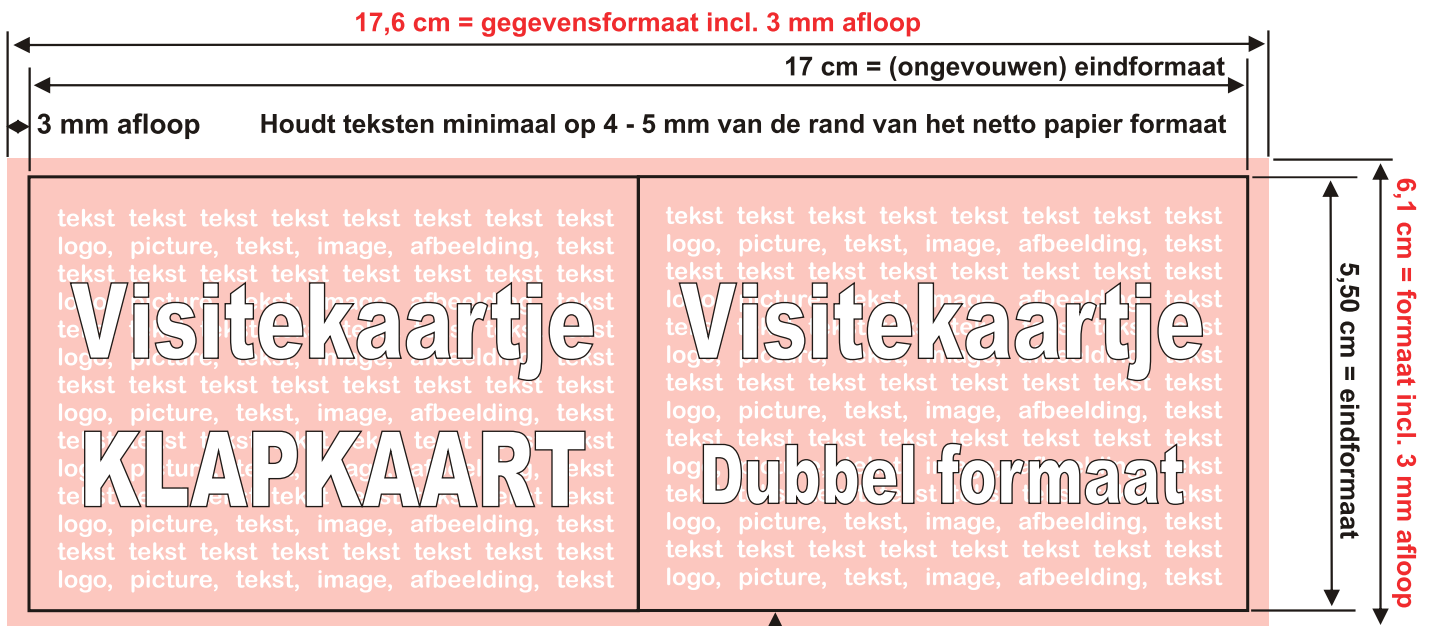 17,6 cm = gegevensformaat incl. 3 mm afloop
17 cm = (ongevouwen) eindformaat
3 mm afloop
Houdt teksten minimaal op 4 - 5 mm van de rand van het netto papier formaat
tekst tekst tekst tekst tekst tekst tekst tekst
logo, picture, tekst, image, afbeelding, tekst
tekst tekst tekst tekst tekst tekst tekst tekst
tekst
Visitekaartje
tekst tekst tekst tekst tekst tekst tekst tekst
logo, picture, tekst, image, afbeelding, tekst
KLAPKAART
logo, picture, tekst, image, afbeelding, tekst
tekst tekst tekst tekst tekst tekst tekst tekst
logo, picture, tekst, image, afbeelding, tekst
tekst tekst tekst tekst tekst tekst tekst tekst
logo, picture, tekst, image, afbeelding, tekst
tekst tekst tekst tekst tekst tekst tekst tekst
tekst
Visitekaartje
tekst tekst tekst tekst tekst tekst tekst tekst
logo, picture, tekst, image, afbeelding, tekst
tekst tekst tekst tekst tekst tekst tekst tekst
Dubbel formaat
logo, picture, tekst, image, afbeelding, tekst
tekst tekst tekst tekst tekst tekst tekst tekst
logo, picture, tekst, image, afbeelding, tekst
5,50 cm = eindformaat
6,1 cm = formaat incl. 3 mm afloop